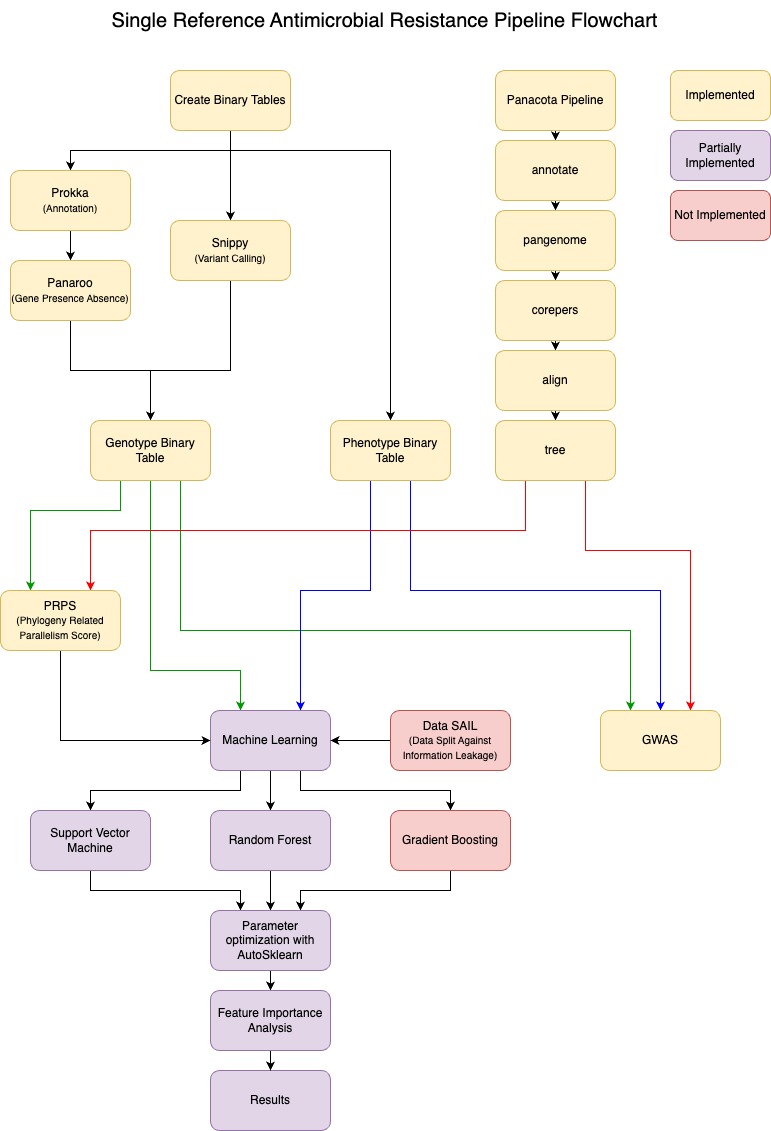 Single Reference Antimicrobial Resistance Pipeline Flowchart
Create Binary Tables
Panacota Pipeline
Implemented
Partially
Implemented
Not Implemented
annotate
Prokka
(Annotation)
Snippy
(Variant Calling)
pangenome
Panaroo
(Gene Presence Absence)
corepers
align
Genotype Binary
Table
Phenotype Binary
Table
tree
PRPS
(Phylogeny Related
Parallelism Score)
Machine Learning
Data SAIL
(Data Split Against
Information Leakage)
GWAS
Support Vector
Machine
Random Forest
Gradient Boosting
Parameter
optimization with
AutoSklearn
Feature Importance
Analysis
Results